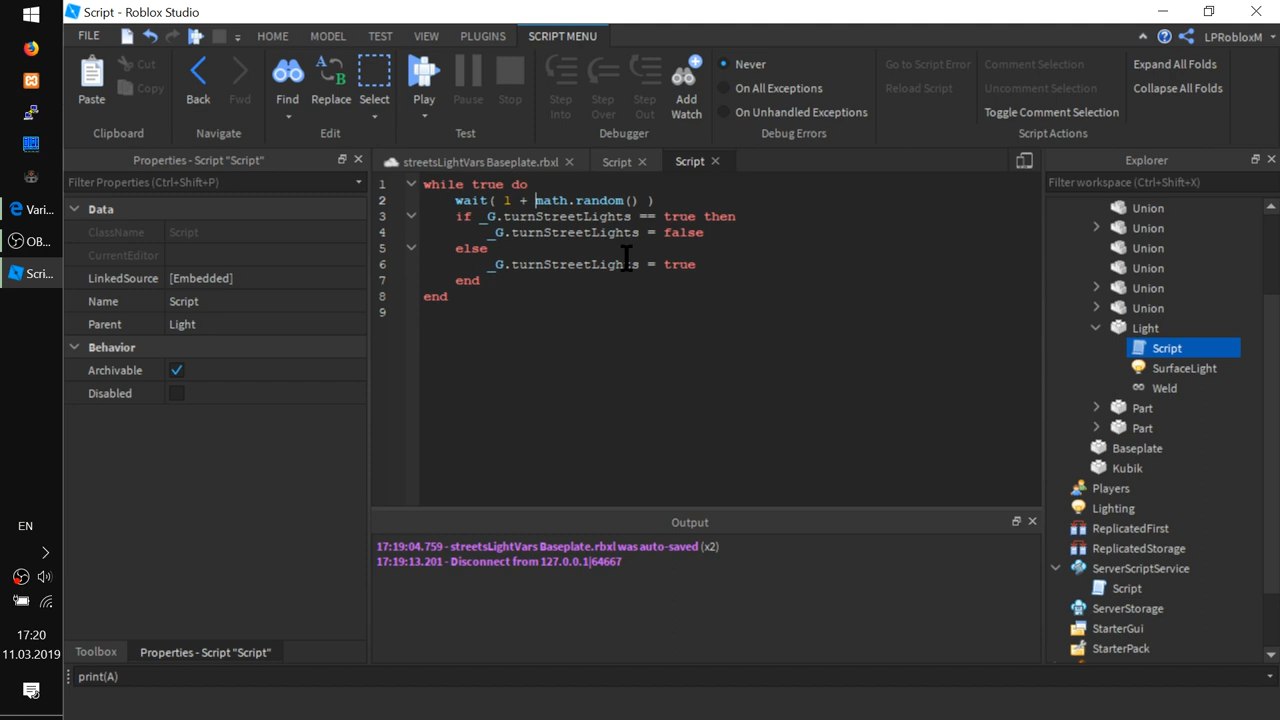 Script - Roblox Studio
FILE
HOME
MODEL
TEST
VIEW
PLUGINS
SCRIPT MENU
LPRobloxM
Paste
Cut
Copy
Clipboard
Back
Fwd
Navigate
Find
Replace
Select
Edit
Play
Pause
Stop
Test
Step Into
Step Over
Step Out
Add Watch
Debugger
Never
On All Exceptions
On Unhandled Exceptions
Debug Errors
Go to Script Error
Reload Script
Comment Selection
Uncomment Selection
Toggle Comment Selection
Script Actions
Expand All Folds
Collapse All Folds
Properties - Script "Script"
Filter Properties (Ctrl+Shift+P)
Data
ClassName Script
CurrentEditor
LinkedSource [Embedded]
Name Script
Parent Light
Behavior
Archivable
Disabled
Toolbox
Properties - Script "Script"
streetsLightVars Baseplate.rbxl
Script
Script
1 while true do
2 wait( 1 + math.random() )
3 if _G.turnStreetLights == true then
4 _G.turnStreetLights = false
5 else
6 _G.turnStreetLights = true
7 end
8 end
9
Output
17:19:04.759 - streetsLightVars Baseplate.rbxl was auto-saved (x2)
17:19:13.201 - Disconnect from 127.0.0.1|64667
Explorer
Filter workspace (Ctrl+Shift+X)
Union
Union
Union
Union
Union
Union
Light
Script
SurfaceLight
Weld
Part
Part
Baseplate
Kubik
Players
Lighting
ReplicatedFirst
ReplicatedStorage
ServerScriptService
Script
ServerStorage
StarterGui
StarterPack
print(A)
Vari...
OB...
Scri...
EN
17:20
11.03.2019